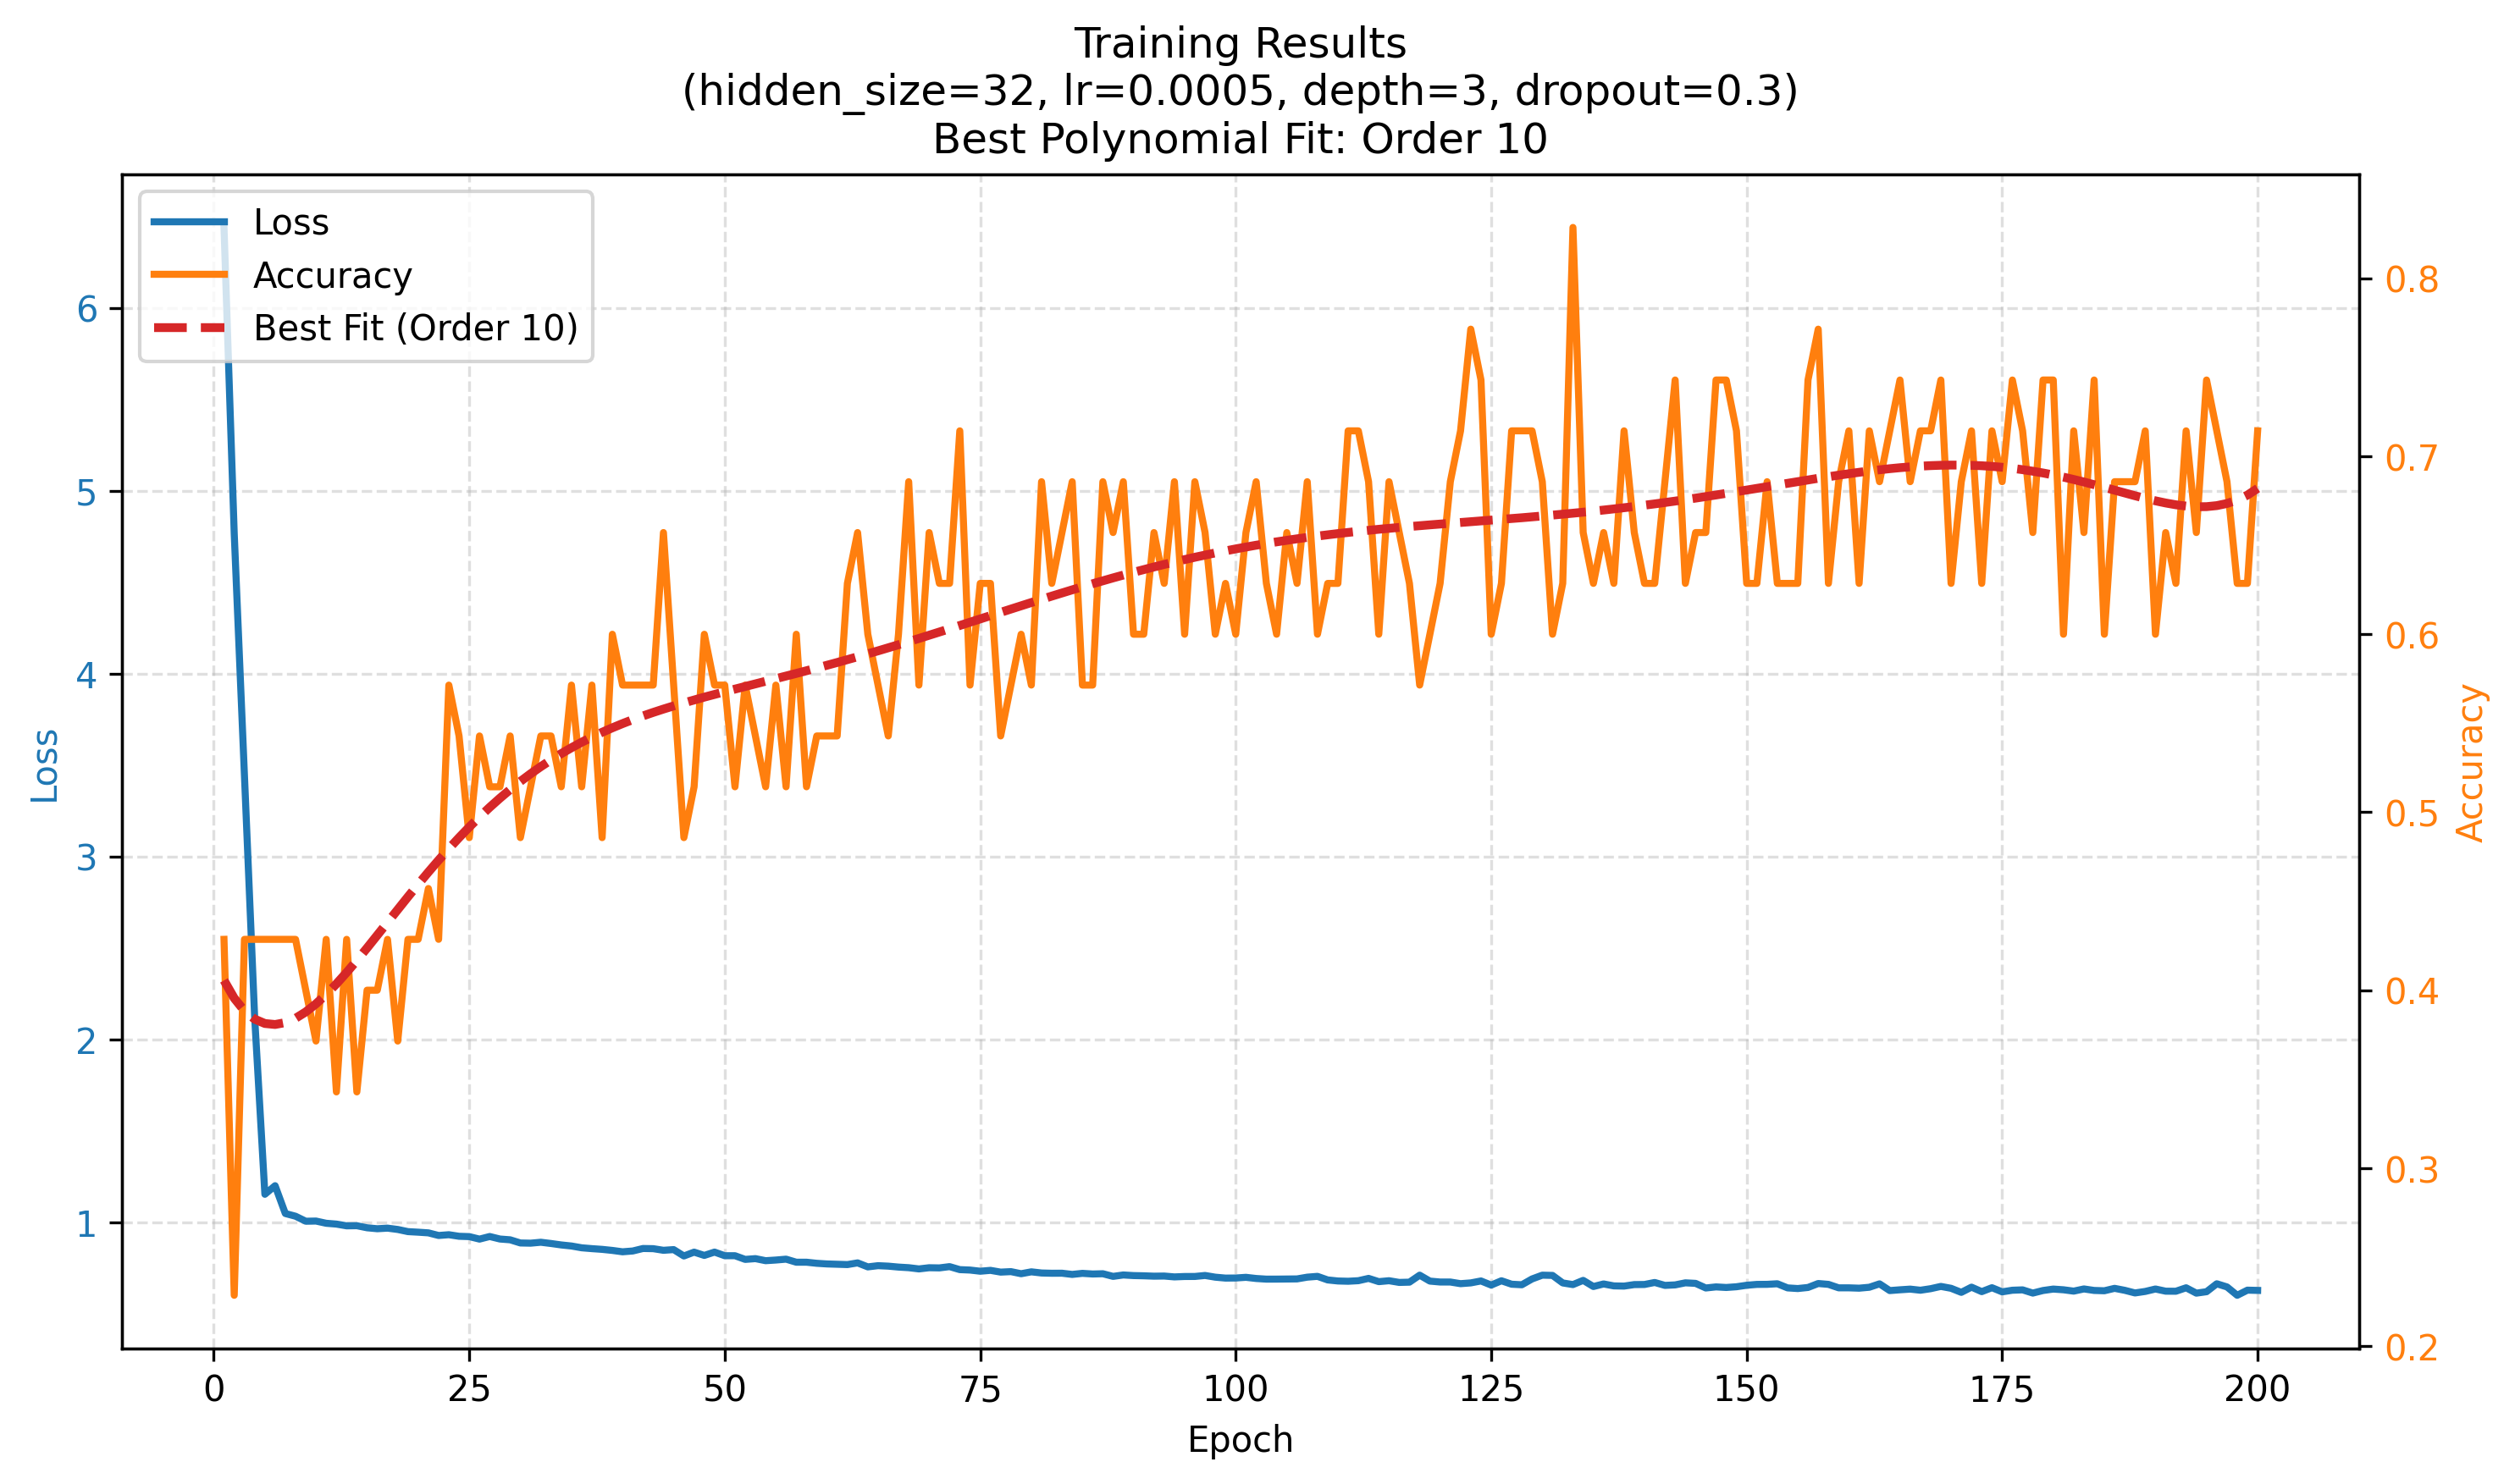 Training Results
(hidden_size=32, lr=0.0005, depth=3, dropout=0.3)
Best Polynomial Fit: Order 10
Loss
Accuracy
Best Fit (Order 10)
6
5
4
3
2
1
Loss
0.8
0.7
0.6
0.5
0.4
0.3
0.2
Accuracy
0 25 50 75 100 125 150 175 200
Epoch